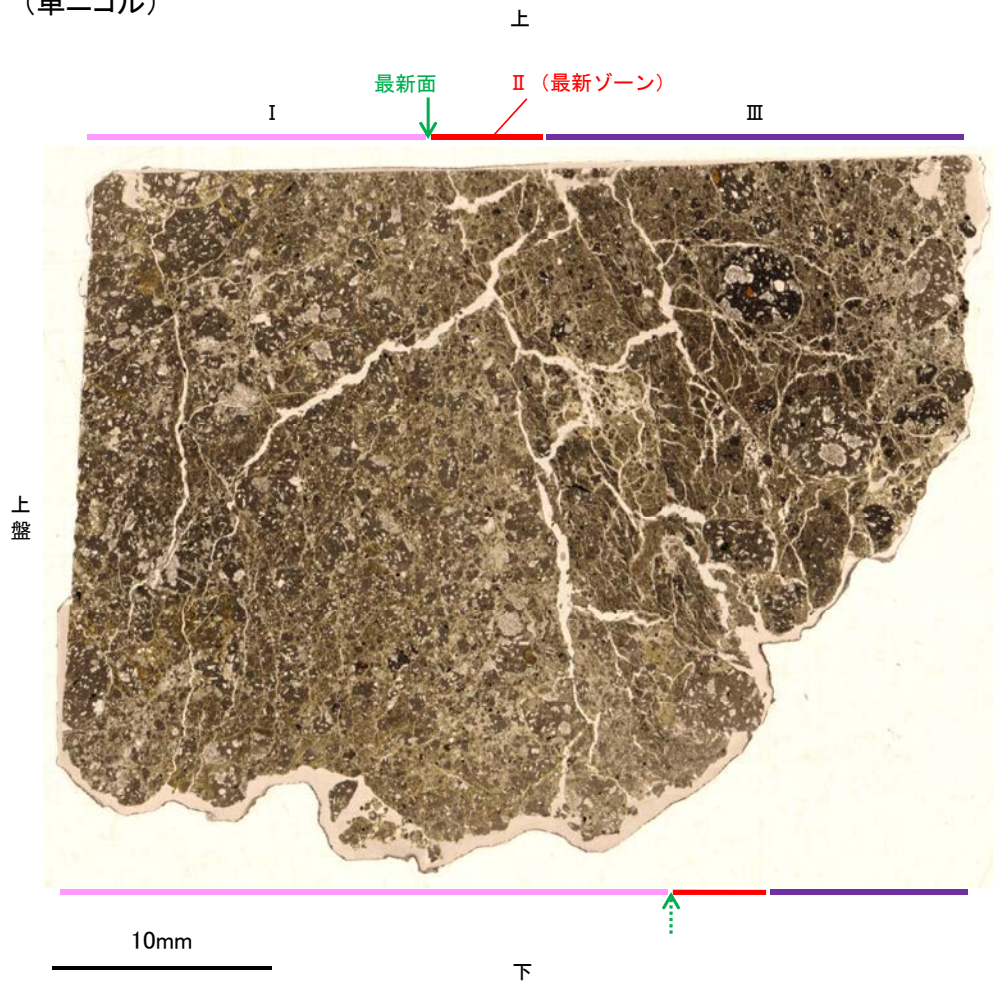 （単ニコル）
上
最新面
Ⅱ （最新ゾーン）
Ⅰ
Ⅲ
上盤
10mm
下